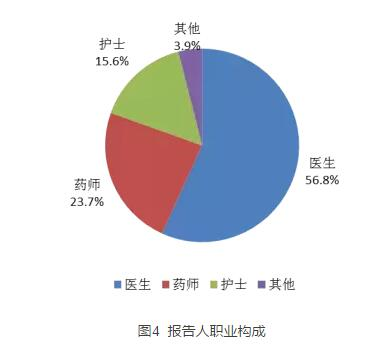 其他
3.9%
护士
15.6%
医生
56.8%
药师
23.7%
医生 药师 护士 其他
图4 报告人职业构成